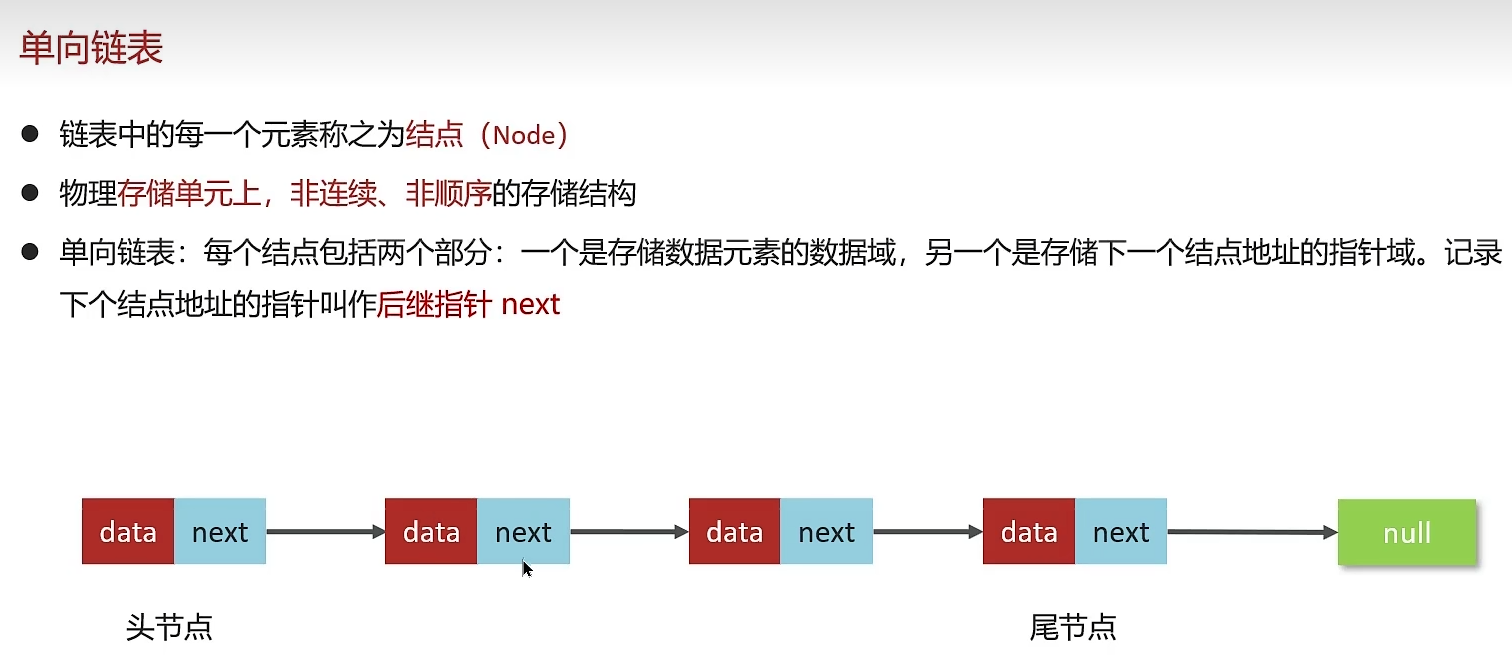 单向链表
● 链表中的每一个元素称之为结点（Node）
● 物理存储单元上，非连续、非顺序的存储结构
● 单向链表：每个结点包括两个部分：一个是存储数据元素的数据域，另一个是存储下一个结点地址的指针域。记录
下个结点地址的指针叫作后继指针 next
data next data next data next data next null
头节点 尾节点